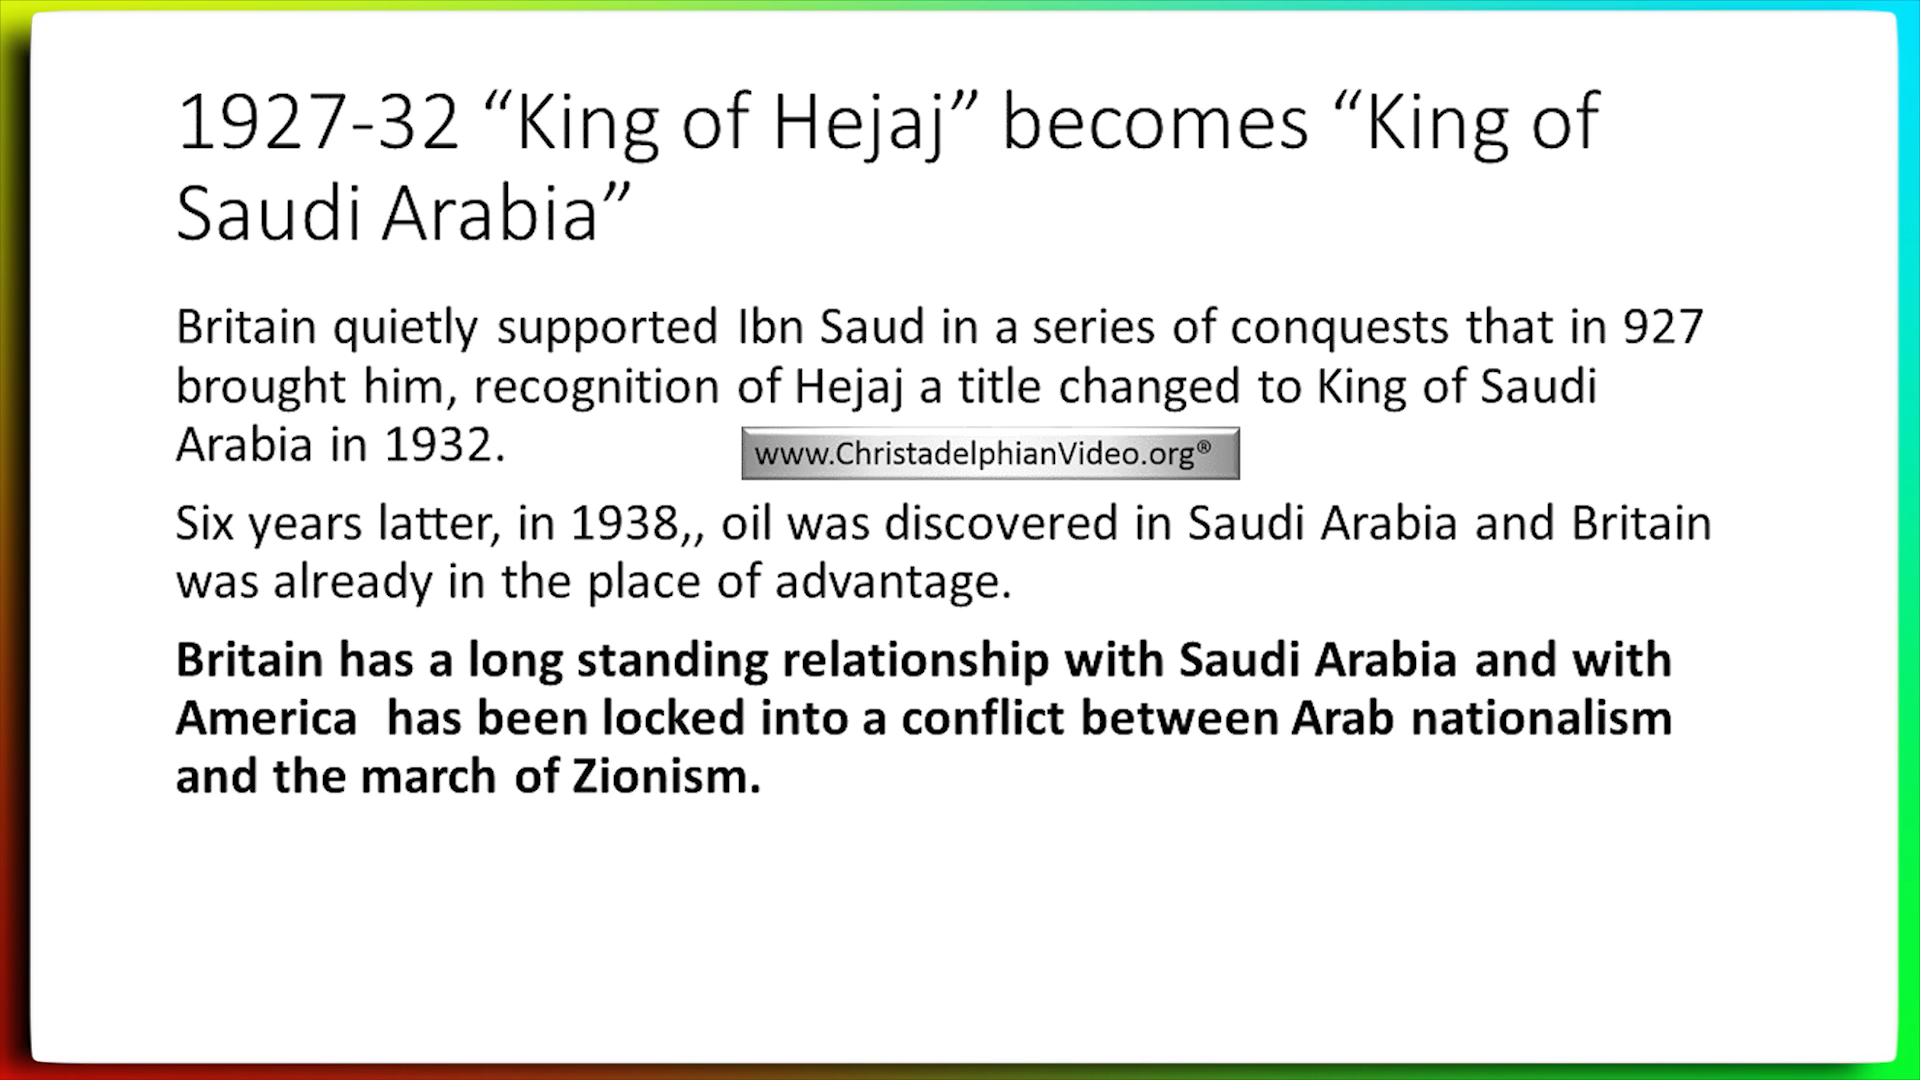 1927-32 “King of Hejaj” becomes “King of
Saudi Arabia”
Britain quietly supported Ibn Saud in a series of conquests that in 927
brought him, recognition of Hejaj a title changed to King of Saudi
Arabia in 1932.
www.ChristadelphianVideo.org®
Six years latter, in 1938,, oil was discovered in Saudi Arabia and Britain
was already in the place of advantage.
Britain has a long standing relationship with Saudi Arabia and with
America  has been locked into a conflict between Arab nationalism
and the march of Zionism.